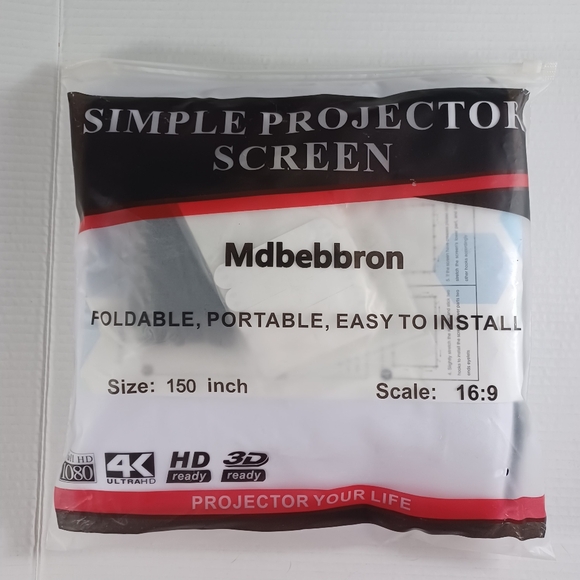 SIMPLE PROJECTOR
SCREEN
Mdbebbron
FOLDABLE, PORTABLE, EASY TO INSTALL
Size: 150 inch
Scale: 16:9
HD
1080
4K
ULTRAHD
HD
ready
3D
ready
PROJECTOR YOUR LIFE